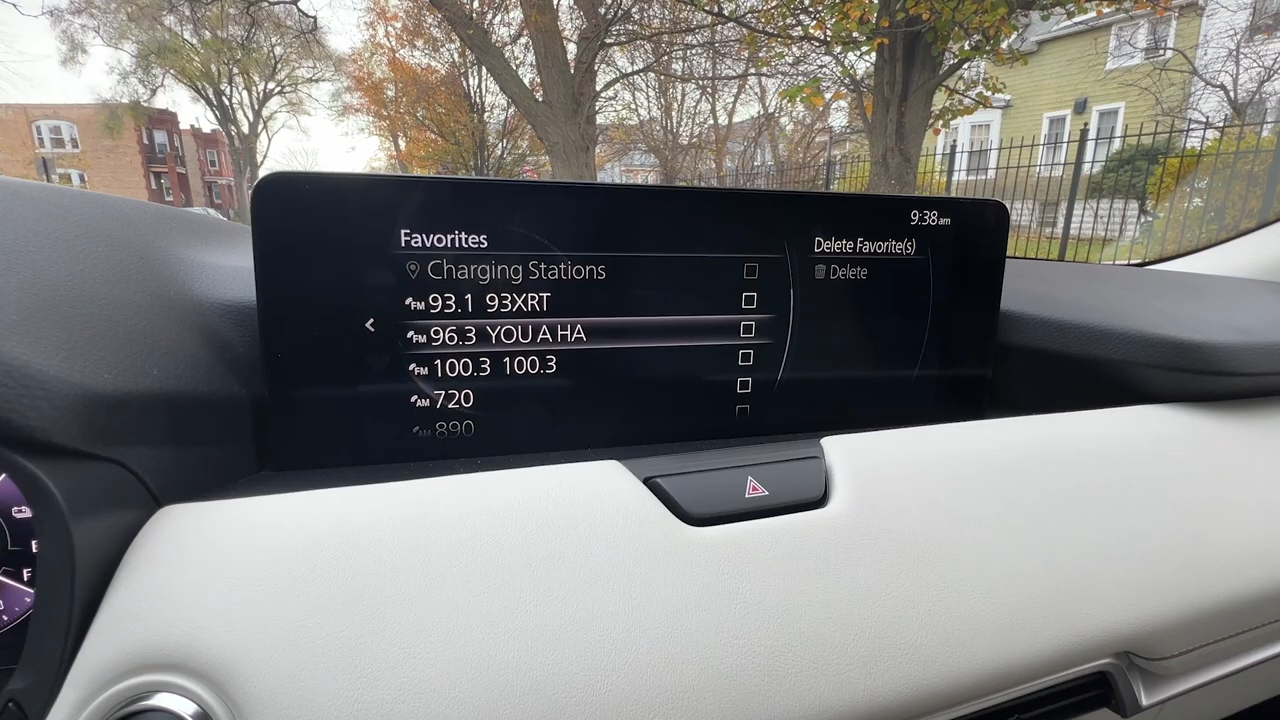 9:38am
Favorites
Charging Stations
FM 93.1 93XRT
FM 96.3 YOU A HA
FM 100.3 100.3
AM 720
AM 890
Delete Favorite(s)
Delete
E
F